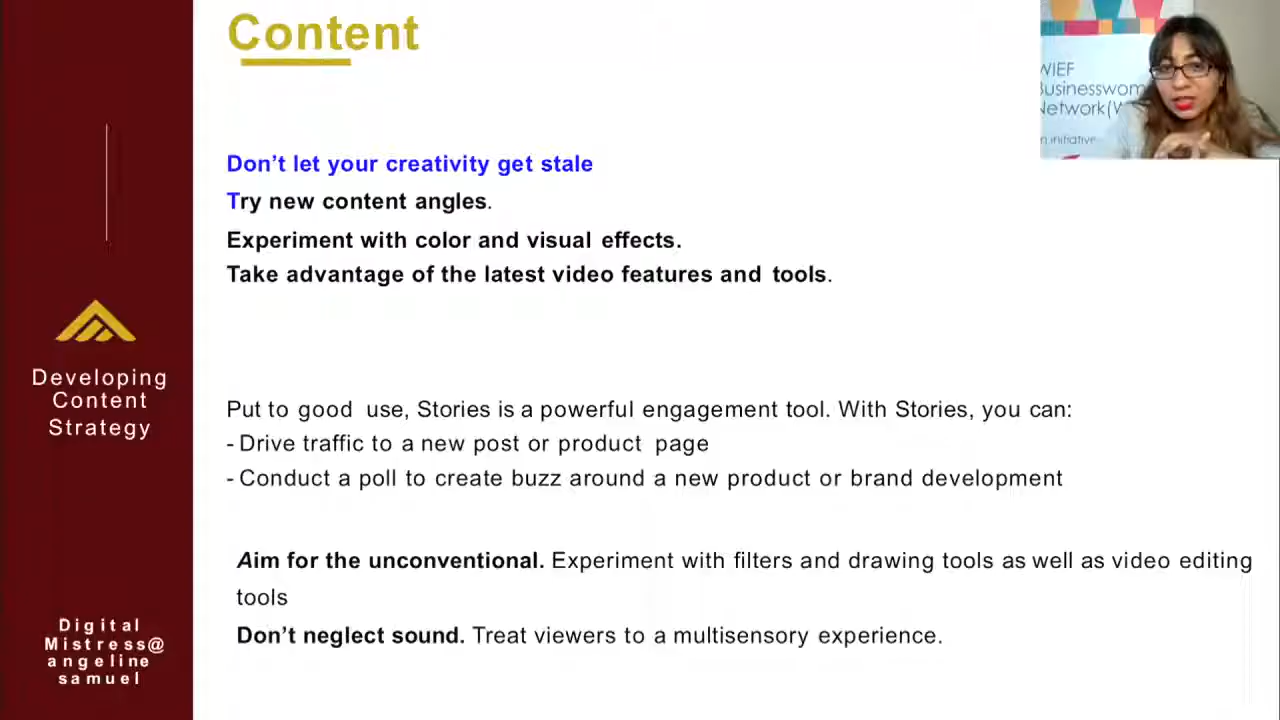 Content
WIEF
Businesswom
Network(W
n initiative
Don’t let your creativity get stale
Try new content angles.
Experiment with color and visual effects.
Take advantage of the latest video features and tools.
Developing
Content
Strategy
Put to good use, Stories is a powerful engagement tool. With Stories, you can:
- Drive traffic to a new post or product page
- Conduct a poll to create buzz around a new product or brand development
Aim for the unconventional. Experiment with filters and drawing tools as well as video editing
tools
Don’t neglect sound. Treat viewers to a multisensory experience.
Digital
Mistress@
angeline
samuel